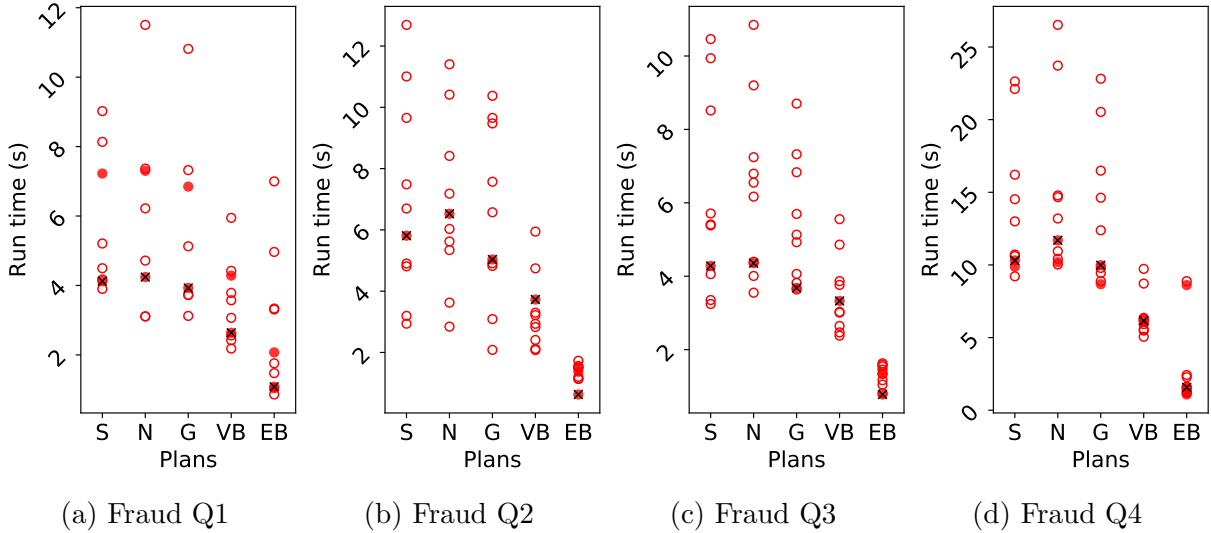 12
10
8
6
4
2
Run time (s)
S N G VB EB
Plans
(a) Fraud Q1
12
10
8
6
4
2
Run time (s)
S N G VB EB
Plans
(b) Fraud Q2
10
8
6
4
2
Run time (s)
S N G VB EB
Plans
(c) Fraud Q3
25
20
15
10
5
0
Run time (s)
S N G VB EB
Plans
(d) Fraud Q4